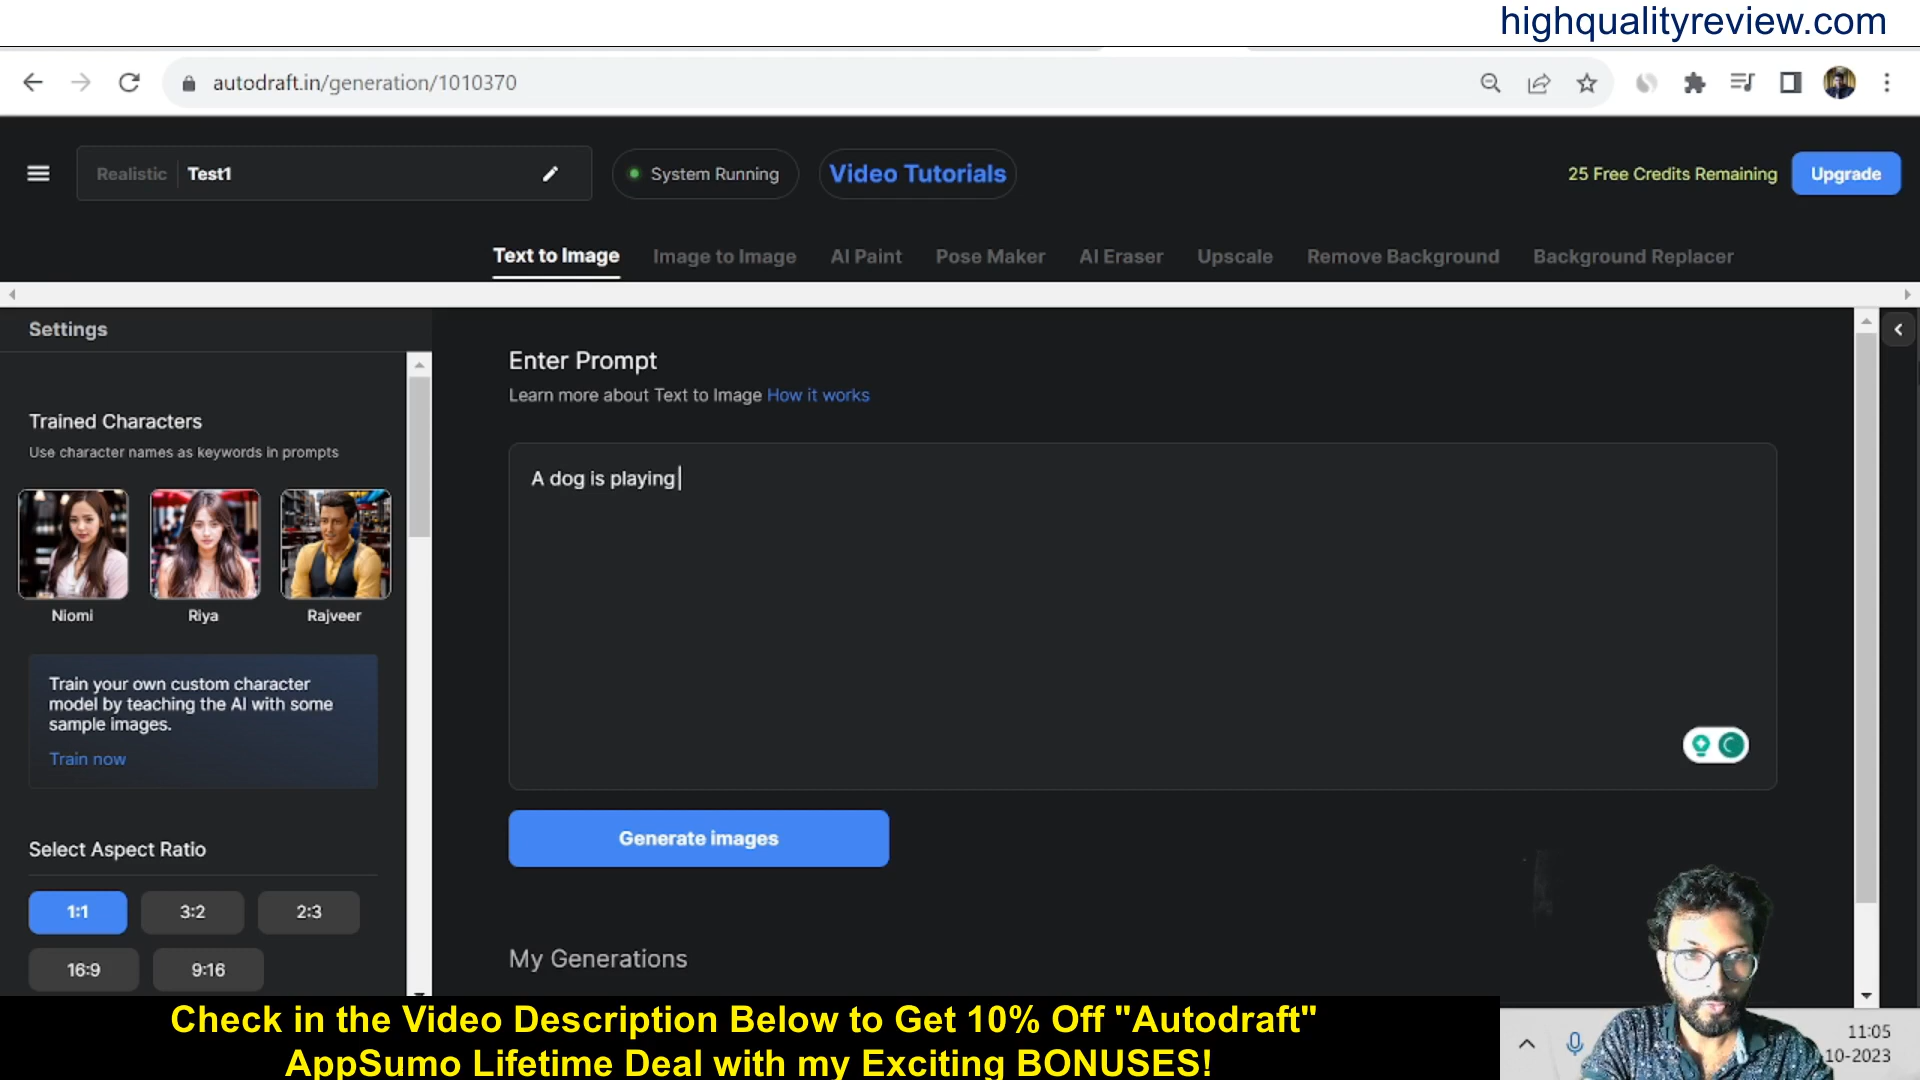 highqualityreview.com
autodraft.in/generation/1010370
Realistic Test1
System Running
Video Tutorials
25 Free Credits Remaining
Upgrade
Text to Image
Image to Image
AI Paint
Pose Maker
AI Eraser
Upscale
Remove Background
Background Replacer
Settings
Enter Prompt
Learn more about Text to Image How it works
Trained Characters
Use character names as keywords in prompts
A dog is playing
Niomi
Riya
Rajveer
Train your own custom character
model by teaching the AI with some
sample images.
Train now
Generate images
Select Aspect Ratio
1:1
3:2
2:3
16:9
9:16
My Generations
Check in the Video Description Below to Get 10% Off "Autodraft"
AppSumo Lifetime Deal with my Exciting BONUSES!
11:05
10-2023